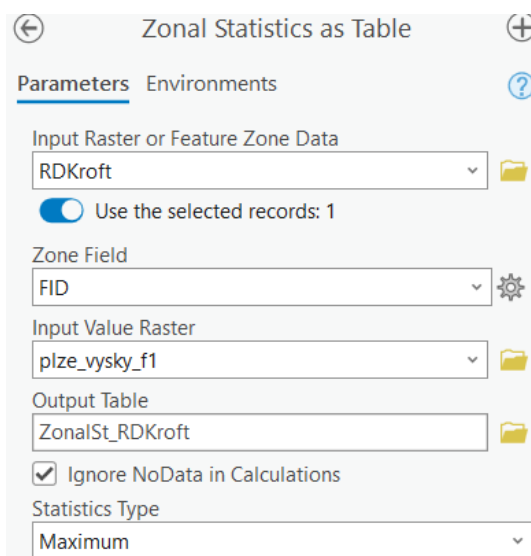 Zonal Statistics as Table
Parameters Environments
Input Raster or Feature Zone Data
RDKroft
Use the selected records: 1
Zone Field
FID
Input Value Raster
plze_vysky_f1
Output Table
ZonalSt_RDKroft
Ignore NoData in Calculations
Statistics Type
Maximum